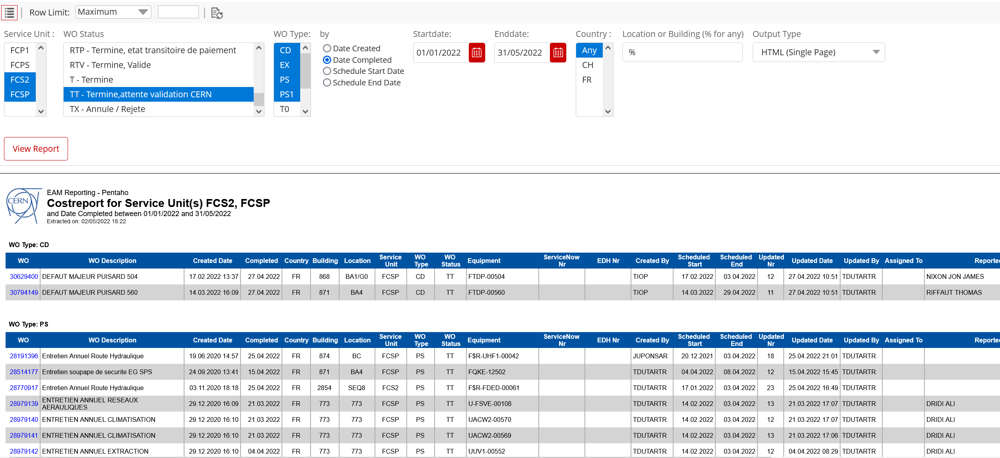 Row Limit: Maximum
Service Unit : WO Status WO Type: by Startdate: Enddate: Country : Location or Building (% for any) Output Type
FCP1
FCPS
FCS2
FCSP
RTP - Termine, etat transitoire de paiement
RTV - Termine, Valide
T - Termine
TT - Termine,attente validation CERN
TX - Annule / Rejete
CD
EX
PS
PS1
T0
Date Created
Date Completed
Schedule Start Date
Schedule End Date
01/01/2022
31/05/2022
Any
CH
FR
%
HTML (Single Page)
View Report
CERN
EAM Reporting - Pentaho
Costreport for Service Unit(s) FCS2, FCSP
and Date Completed between 01/01/2022 and 31/05/2022
Extracted on: 02/05/2022 18:22
WO Type: CD
WO WO Description Created Date Completed Country Building Location Service Unit WO Type WO Status Equipment ServiceNow Nr EDH Nr Created By Scheduled Start Scheduled End Updated Nr Updated Date Updated By Assigned To Reporte
30629400 DEFAUT MAJEUR PUISARD 504 17.02.2022 13:37 27.04.2022 FR 868 BA1/G0 FCSP CD TT FTDP-00504 TIOP 17.02.2022 03.04.2022 12 27.04.2022 10:51 TDUTARTR NIXON JON JAMES
30794149 DEFAUT MAJEUR PUISARD 560 14.03.2022 16:09 27.04.2022 FR 871 BA4 FCSP CD TT FTDP-00560 TIOP 14.03.2022 29.04.2022 11 27.04.2022 10:51 TDUTARTR RIFFAUT THOMAS
WO Type: PS
WO WO Description Created Date Completed Country Building Location Service Unit WO Type WO Status Equipment ServiceNow Nr EDH Nr Created By Scheduled Start Scheduled End Updated Nr Updated Date Updated By Assigned To Reporte
28191396 Entretien Annuel Route Hydraulique 19.06.2020 14:57 25.04.2022 FR 874 BC FCSP PS TT F$R-UHF1-00042 JUPONSAR 20.12.2021 03.04.2022 18 25.04.2022 21:01 TDUTARTR
28514177 Entretien soupape de securite EG SPS 24.09.2020 13:41 15.04.2022 FR 871 BA4 FCSP PS TT FQKE-12502 TDUTARTR 04.04.2022 08.04.2022 12 15.04.2022 15:45 TDUTARTR
28770917 Entretien Annuel Route Hydraulique 03.11.2020 18:18 25.04.2022 FR 2854 SEQ8 FCS2 PS TT F$R-FDED-00061 TDUTARTR 17.01.2022 03.04.2022 23 25.04.2022 16:49 TDUTARTR
28979139 ENTRETIEN ANNUEL RESEAUX AERAULIQUES 29.12.2020 16:09 21.03.2022 FR 773 773 FCSP PS TT U-FSVE-00108 TDUTARTR 14.02.2022 03.04.2022 13 21.03.2022 17:07 TDUTARTR DRIDI ALI
28979140 ENTRETIEN ANNUEL CLIMATISATION 29.12.2020 16:10 21.03.2022 FR 773 773 FCSP PS TT UACW2-00570 TDUTARTR 14.02.2022 03.04.2022 12 21.03.2022 17:07 TDUTARTR DRIDI ALI
28979141 ENTRETIEN ANNUEL CLIMATISATION 29.12.2020 16:10 21.03.2022 FR 773 773 FCSP PS TT UACW2-00569 TDUTARTR 14.02.2022 03.04.2022 13 21.03.2022 17:06 TDUTARTR DRIDI ALI
28979142 ENTRETIEN ANNUEL EXTRACTION 29.12.2020 16:10 04.04.2022 FR 773 773 FCSP PS TT UUV1-00552 TDUTARTR 14.02.2022 03.04.2022 12 04.04.2022 08:29 TDUTARTR DRIDI ALI